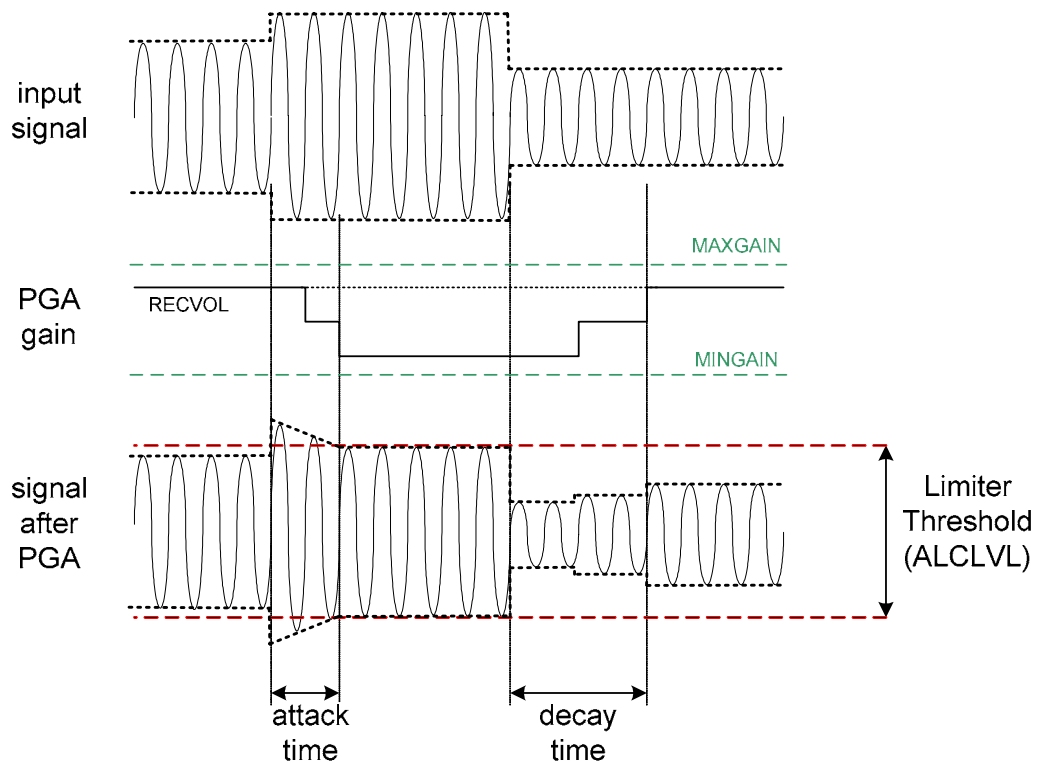 input
signal
MAXGAIN
PGA
gain
RECVOL
MINGAIN
signal
after
PGA
Limiter
Threshold
(ALCLVL)
attack
time
decay
time